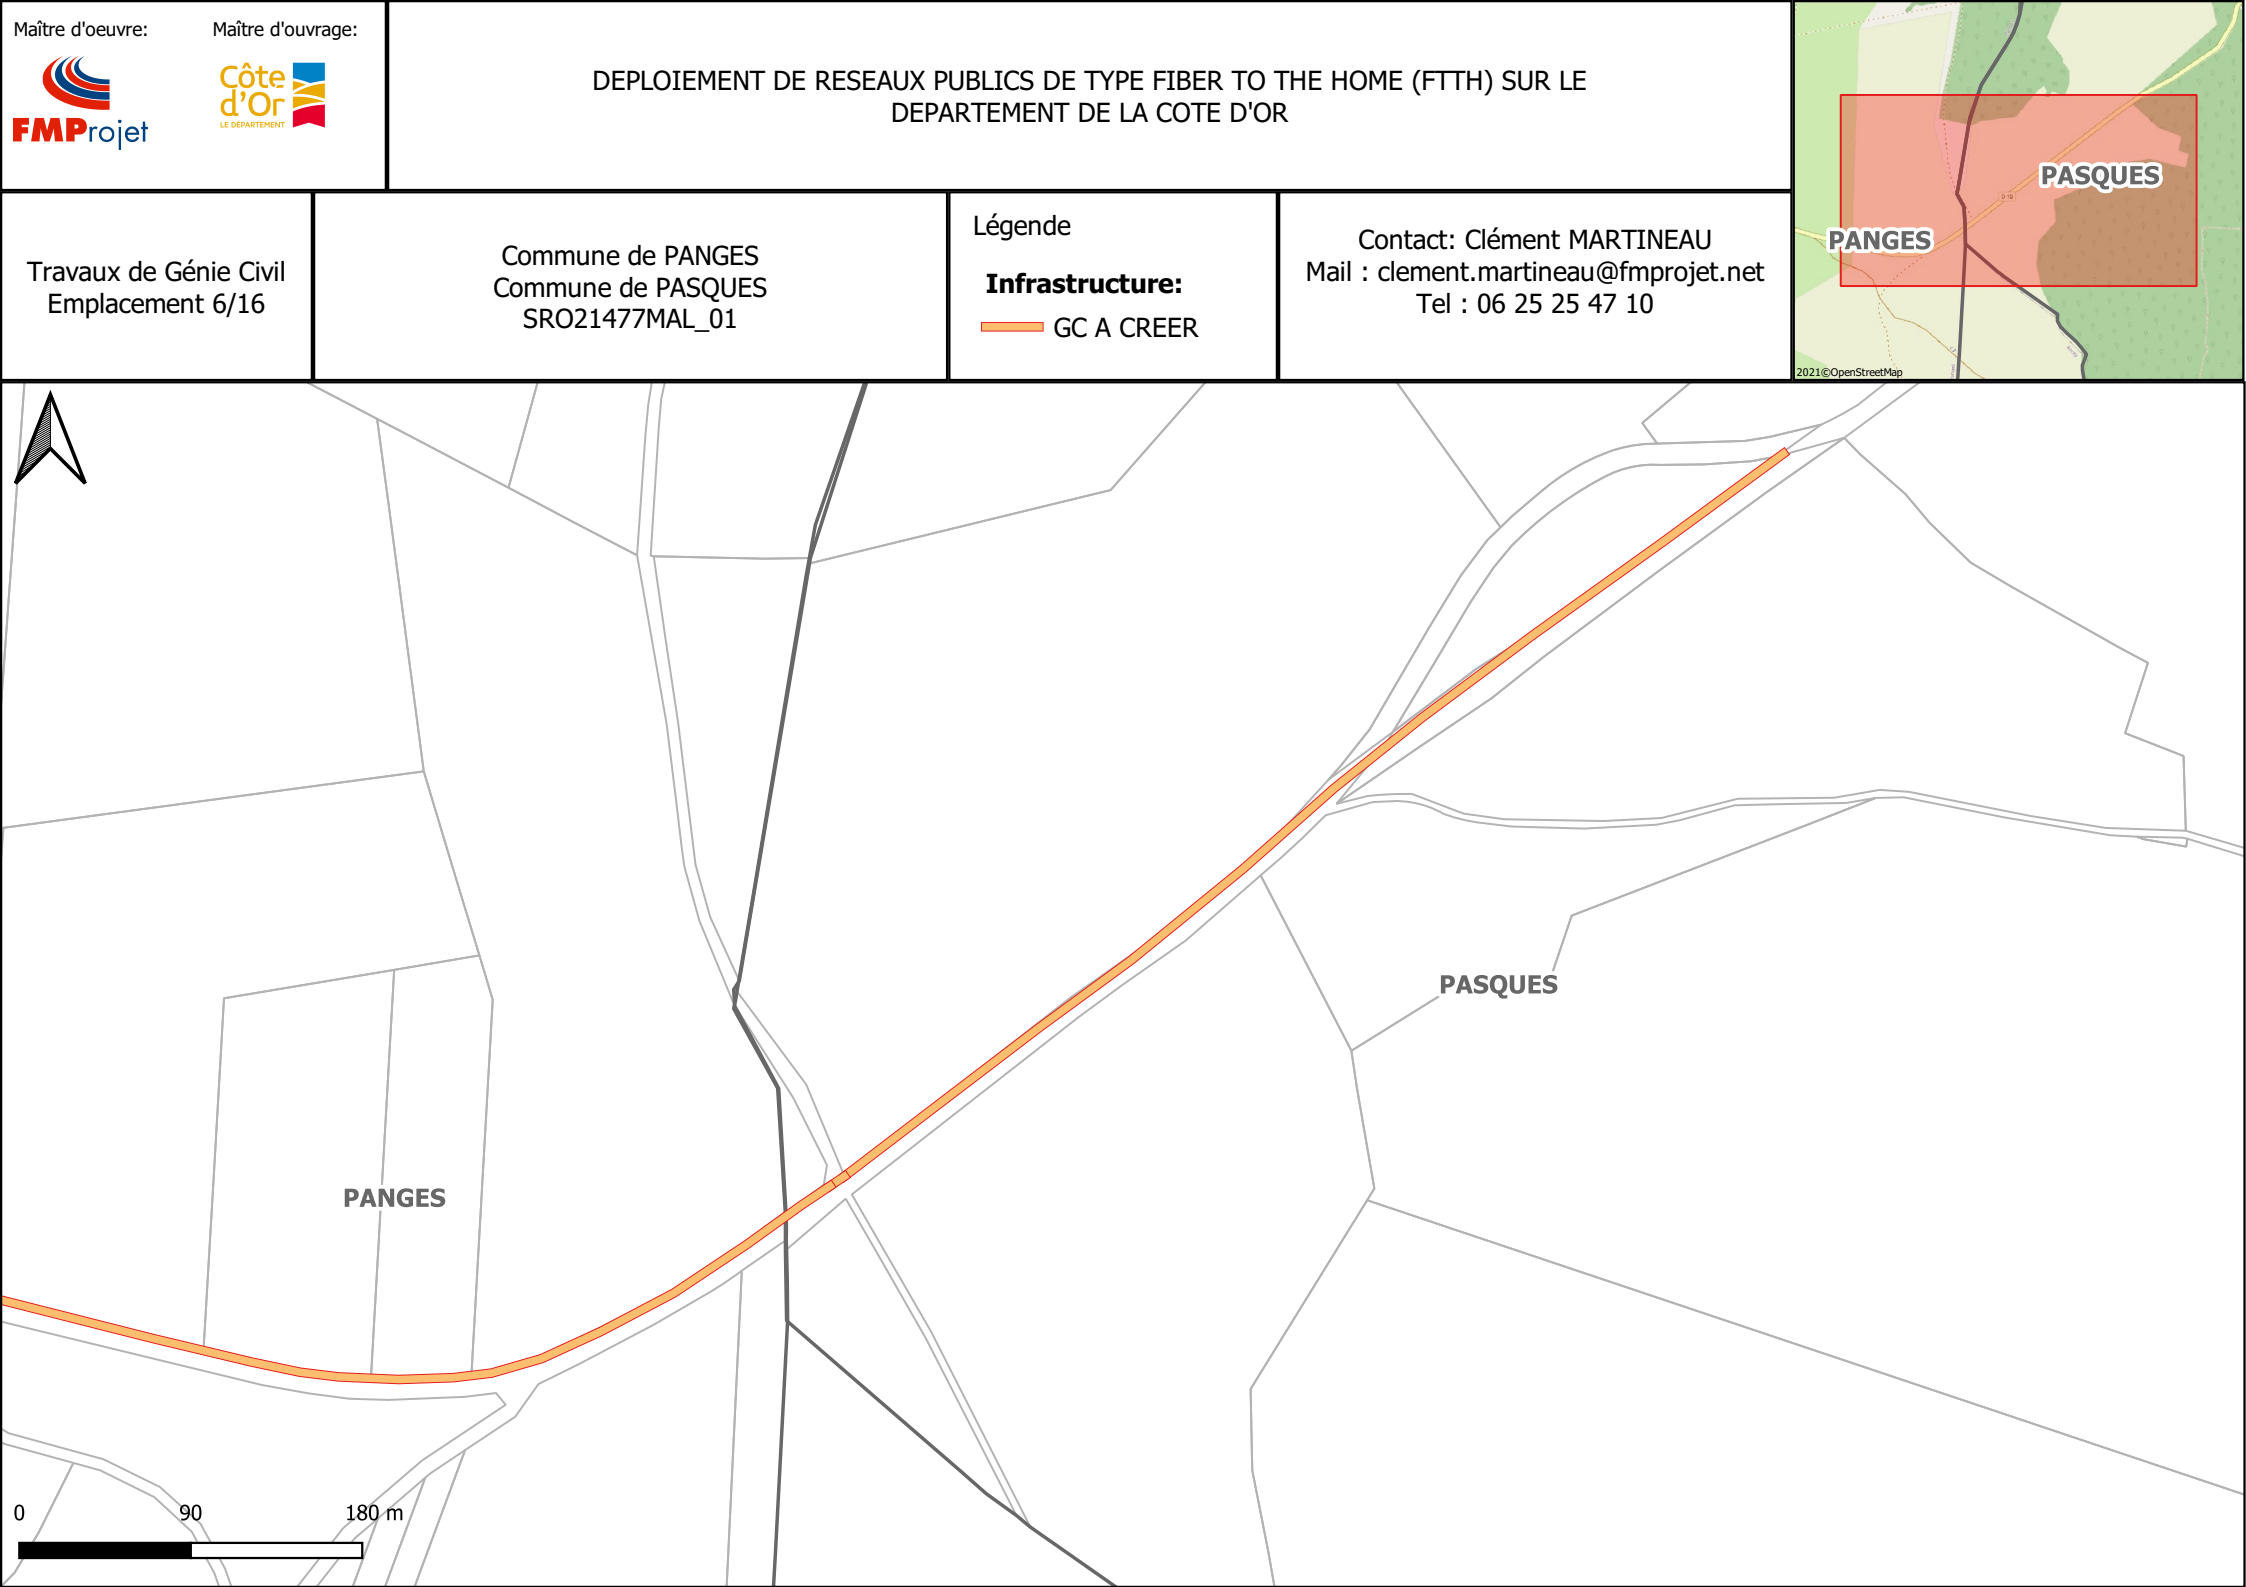 Maître d'oeuvre:
Maître d'ouvrage:
FMProjet
Côte
d'Or
LE DÉPARTEMENT
DEPLOIEMENT DE RESEAUX PUBLICS DE TYPE FIBER TO THE HOME (FTTH) SUR LE
DEPARTEMENT DE LA COTE D'OR
Travaux de Génie Civil
Emplacement 6/16
Commune de PANGES
Commune de PASQUES
SRO21477MAL_01
Légende
Infrastructure:
GC A CREER
Contact: Clément MARTINEAU
Mail : clement.martineau@fmprojet.net
Tel : 06 25 25 47 10
PASQUES
D 10
PANGES
2021©OpenStreetMap
PASQUES
PANGES
0 90 180 m